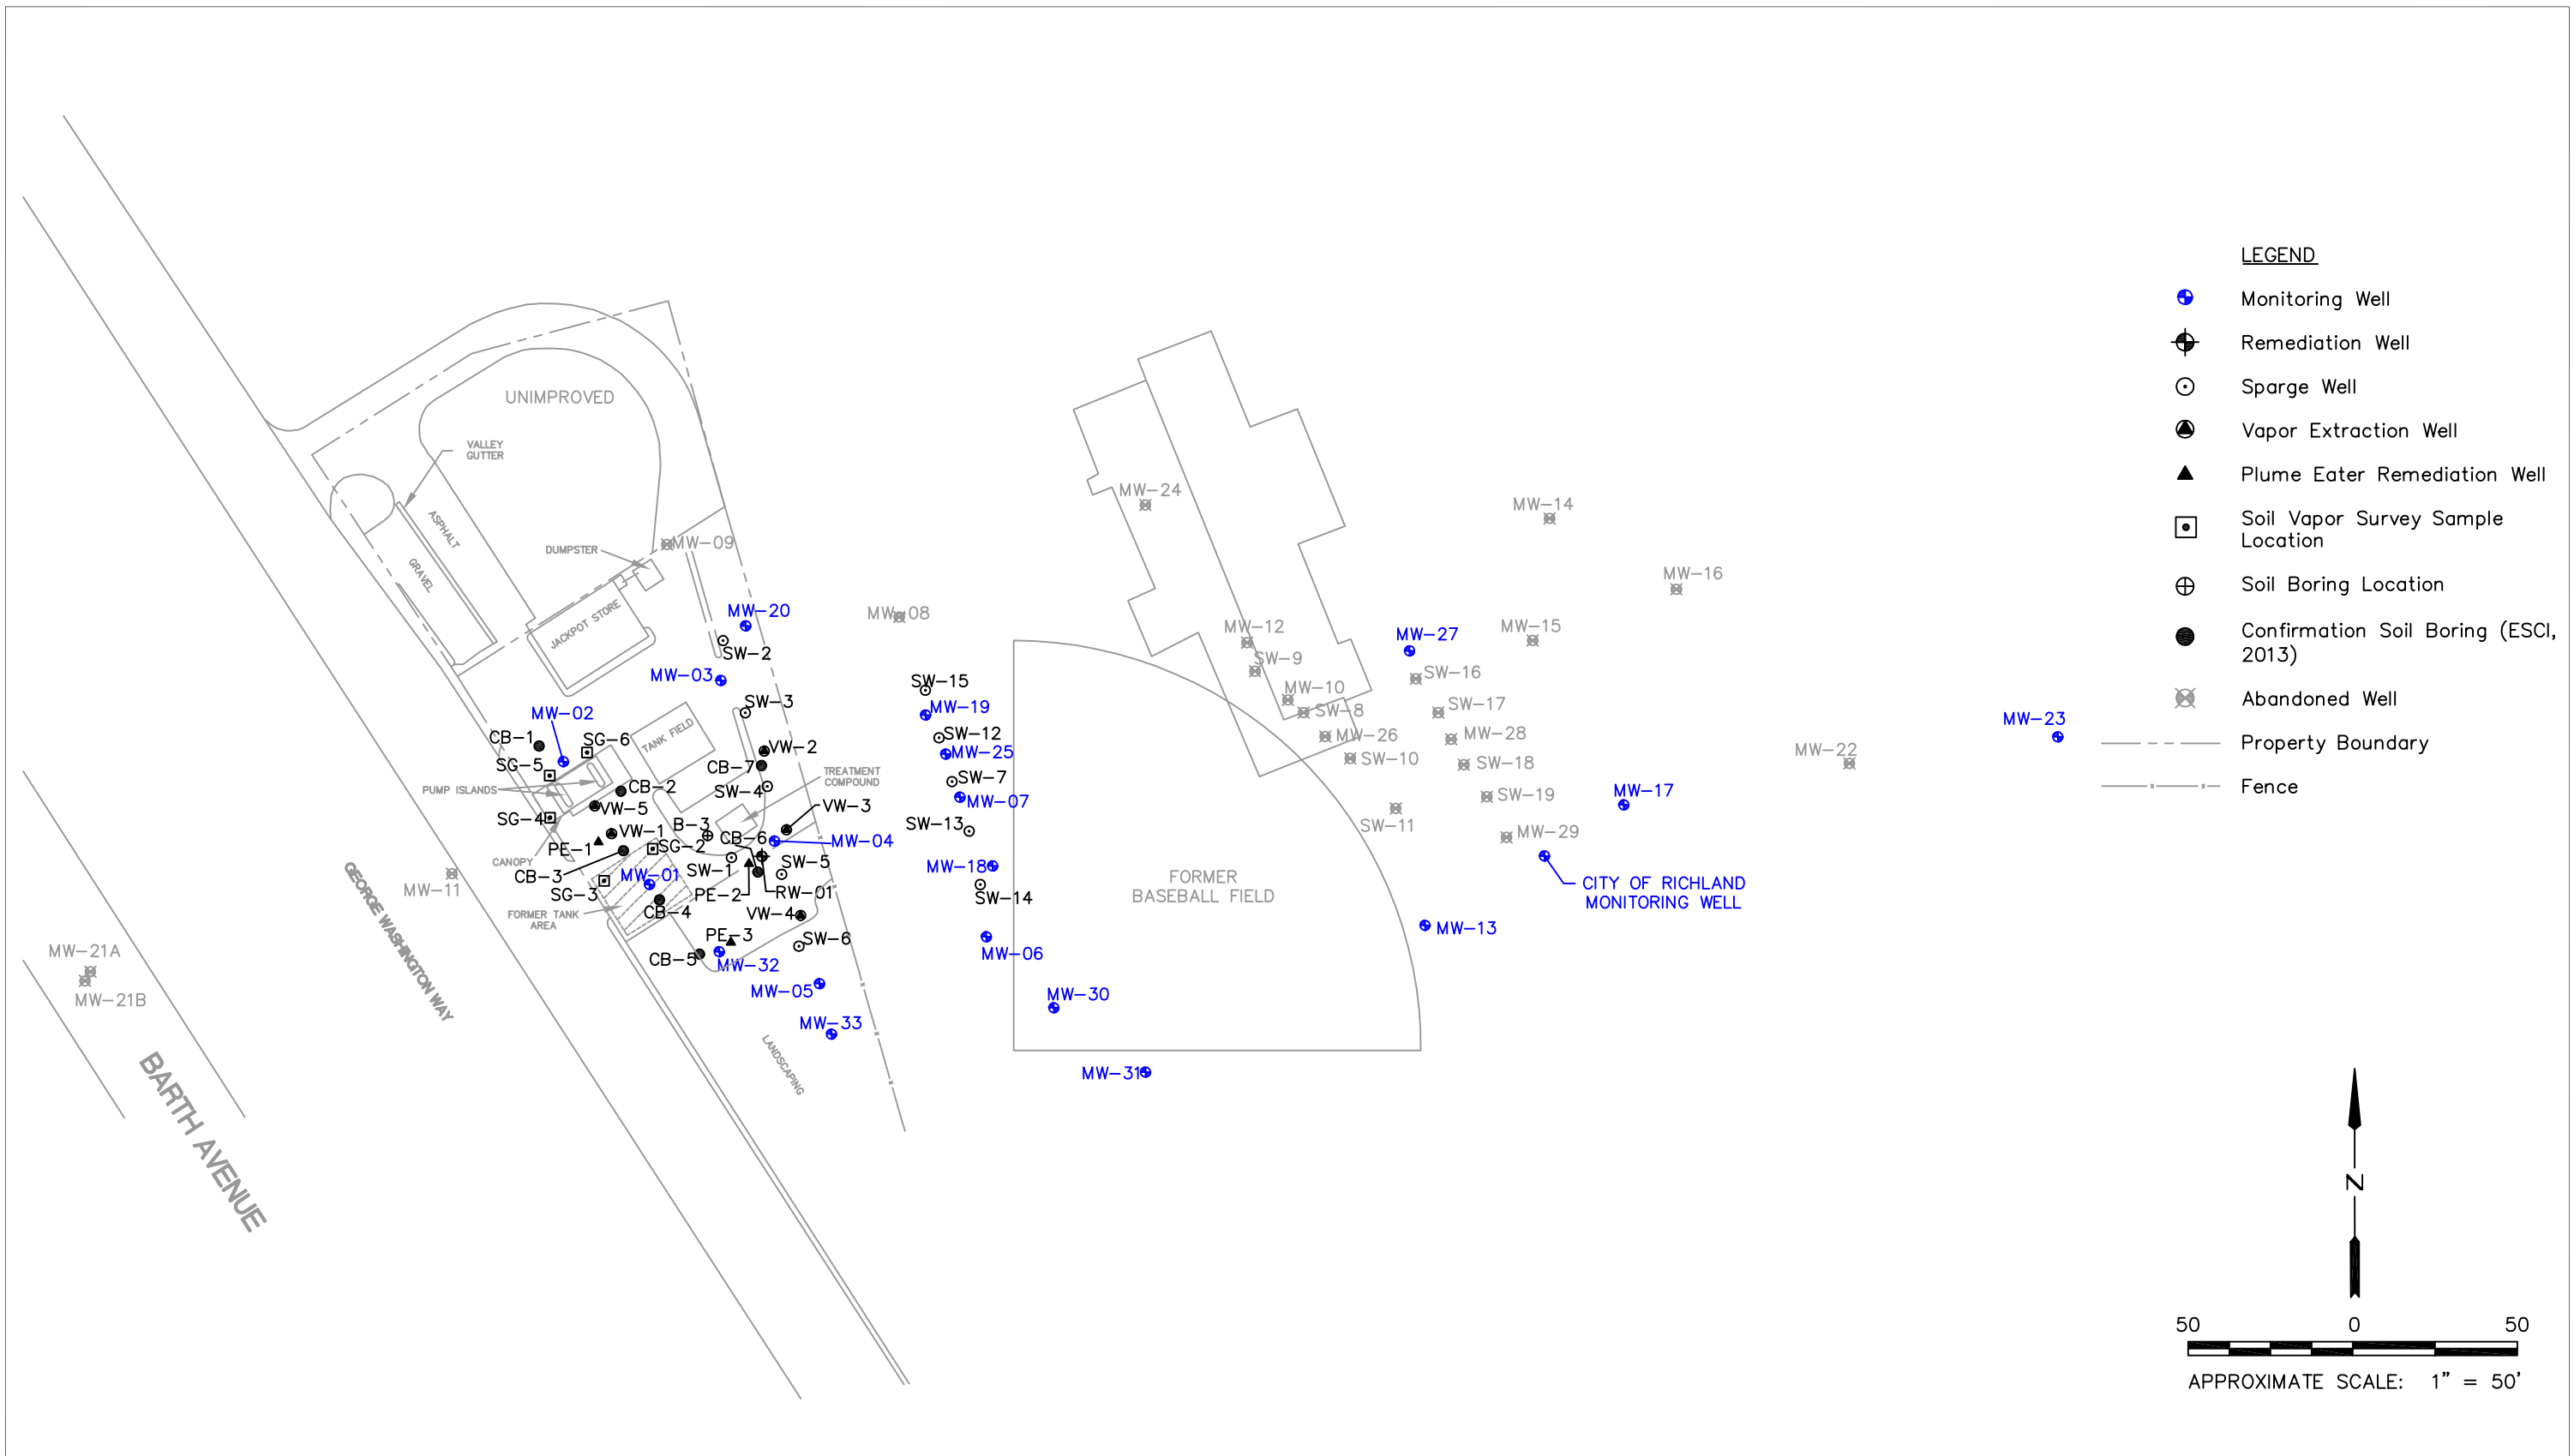 LEGEND
Monitoring Well
Remediation Well
Sparge Well
Vapor Extraction Well
Plume Eater Remediation Well
Soil Vapor Survey Sample
Location
Soil Boring Location
Confirmation Soil Boring (ESCI,
2013)
Abandoned Well
Property Boundary
Fence
UNIMPROVED
VALLEY
GUTTER
ASPHALT
GRAVEL
DUMPSTER
MW-09
JACKPOT STORE
MW-20
SW-2
MW-03
SW-3
TANK FIELD
MW-02
CB-1
SG-6
SG-5
PUMP ISLANDS
CB-2
VW-5
SG-4
VW-1
PE-1
CANOPY
CB-3
SG-2
SG-3
MW-01
CB-4
FORMER TANK
AREA
VW-2
CB-7
SW-4
TREATMENT
COMPOUND
VW-3
B-3
CB-6
MW-04
SW-1
SW-5
PE-2
RW-01
VW-4
PE-3
SW-6
CB-5
MW-32
MW-05
MW-33
LANDSCAPING
MW-11
GEORGE WASHINGTON WAY
MW-21A
MW-21B
BARTH AVENUE
MW-08
SW-15
MW-19
SW-12
MW-25
SW-7
MW-07
SW-13
MW-18
SW-14
MW-06
MW-30
MW-31
FORMER
BASEBALL FIELD
MW-24
MW-12
SW-9
MW-10
SW-8
MW-26
SW-10
SW-11
MW-14
MW-16
MW-15
MW-27
SW-16
SW-17
MW-28
SW-18
SW-19
MW-29
MW-17
CITY OF RICHLAND
MONITORING WELL
MW-13
MW-22
MW-23
N
50 0 50
APPROXIMATE SCALE: 1" = 50'